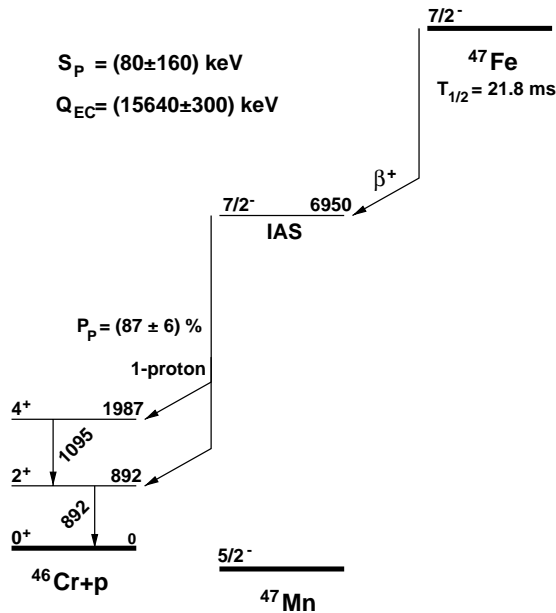 7/2⁻
⁴⁷Fe
T₁/₂ = 21.8 ms
S_P = (80±160) keV
Q_EC = (15640±300) keV
β⁺
7/2⁻ 6950
IAS
P_P = (87 ± 6) %
1-proton
4⁺ 1987
1095
2⁺ 892
892
0⁺ 0
⁴⁶Cr+p
5/2⁻
⁴⁷Mn